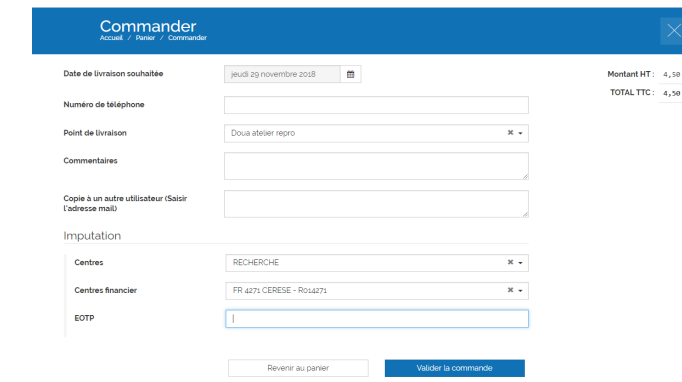 Commander
Accueil / Panier / Commander
Date de livraison souhaitée jeudi 29 novembre 2018
Montant HT : 4,50
TOTAL TTC : 4,50
Numéro de téléphone
Point de livraison Doua atelier repro
Commentaires
Copie à un autre utilisateur (Saisir
l'adresse mail)
Imputation
Centres RECHERCHE
Centres financier FR 4271 CERESE - R014271
EOTP
Revenir au panier Valider la commande